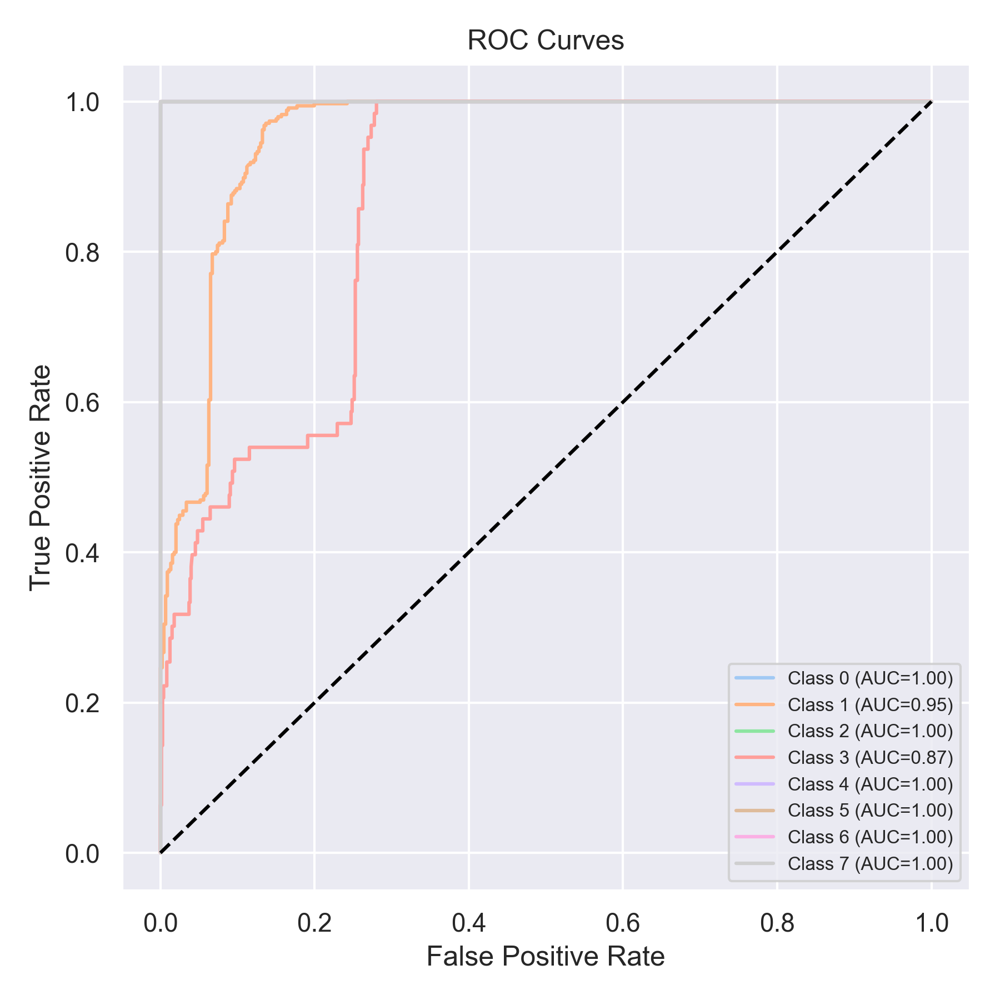 ROC Curves
1.0
0.8
0.6
0.4
0.2
0.0
True Positive Rate
Class 0 (AUC=1.00)
Class 1 (AUC=0.95)
Class 2 (AUC=1.00)
Class 3 (AUC=0.87)
Class 4 (AUC=1.00)
Class 5 (AUC=1.00)
Class 6 (AUC=1.00)
Class 7 (AUC=1.00)
0.0 0.2 0.4 0.6 0.8 1.0
False Positive Rate